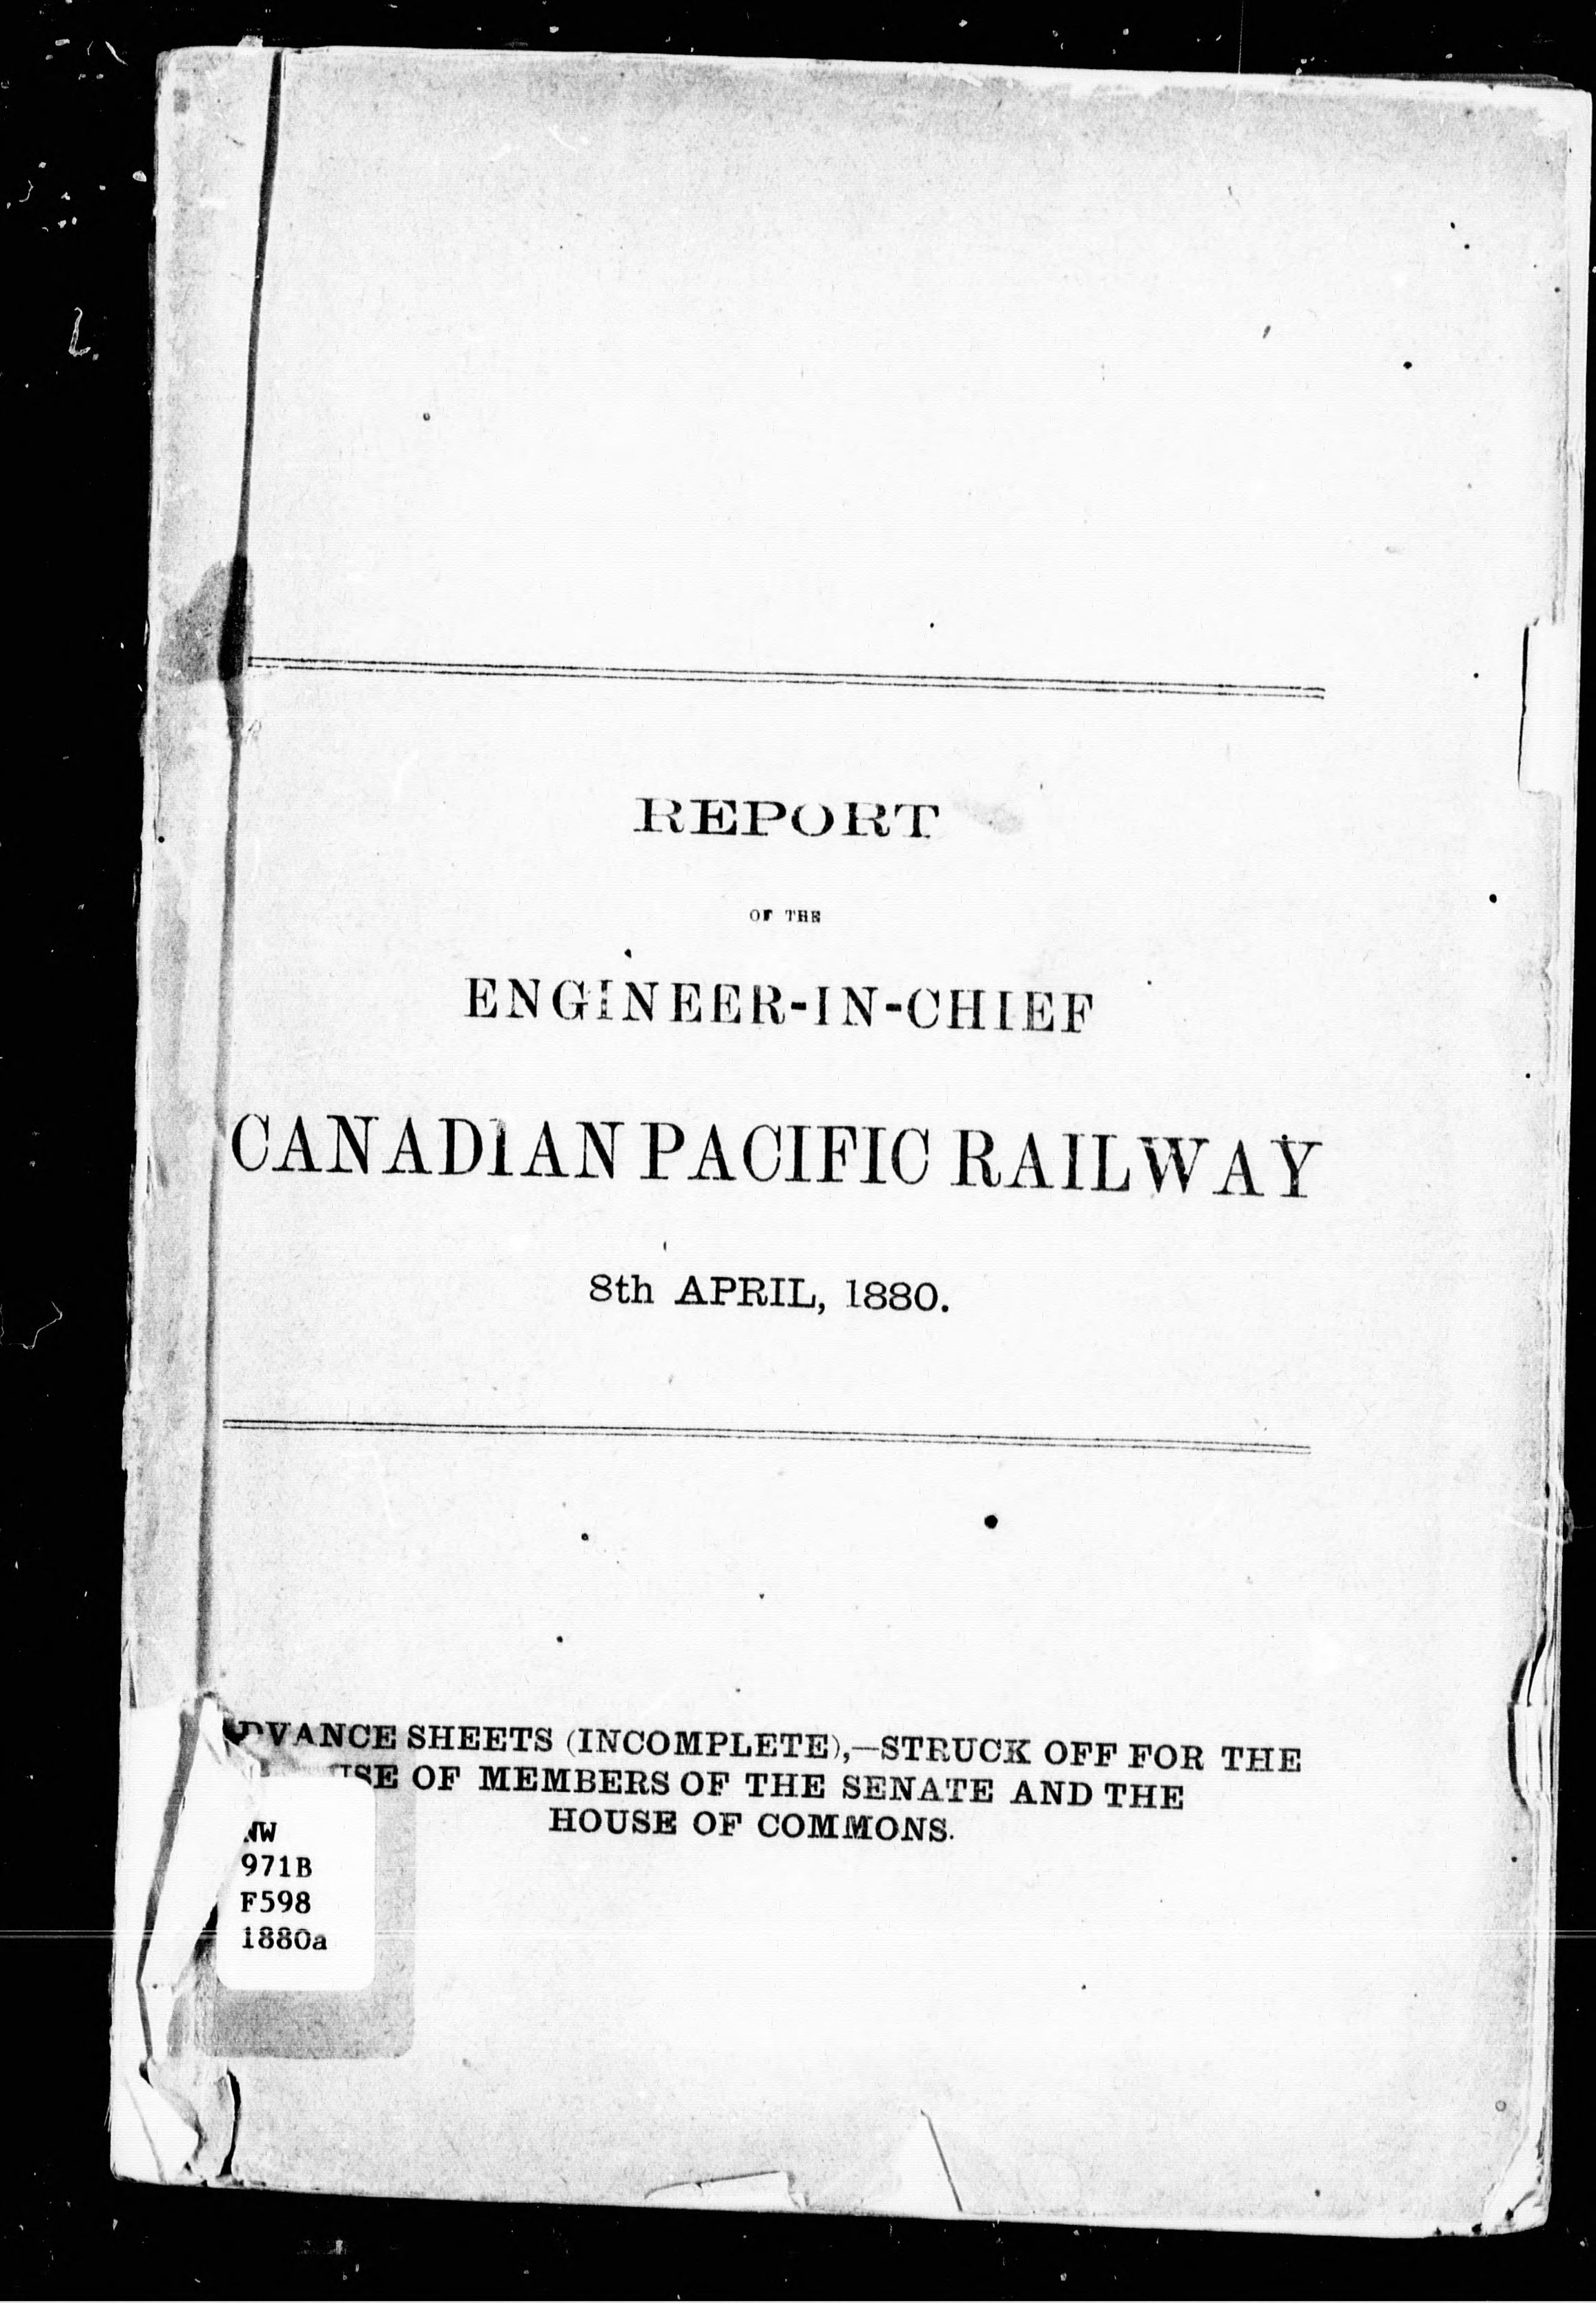 REPORT
OF THE
ENGINEER-IN-CHIEF
CANADIAN PACIFIC RAILWAY
8th APRIL, 1880.
ADVANCE SHEETS (INCOMPLETE),—STRUCK OFF FOR THE
USE OF MEMBERS OF THE SENATE AND THE
HOUSE OF COMMONS.
NW
971B
F598
1880a